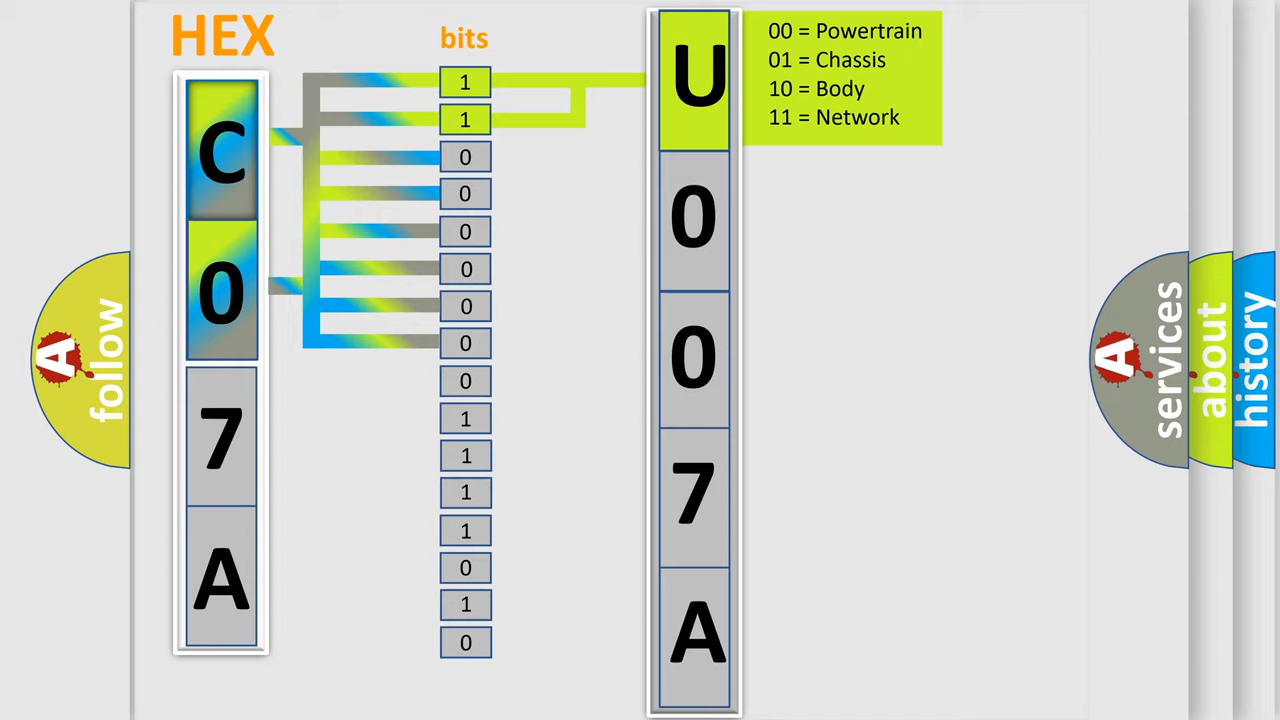 HEX
bits
C
0
7
A
1
1
0
0
0
0
0
0
0
1
1
1
1
0
1
0
U
0
0
7
A
00 = Powertrain
01 = Chassis
10 = Body
11 = Network
A
follow
A
services
about
history